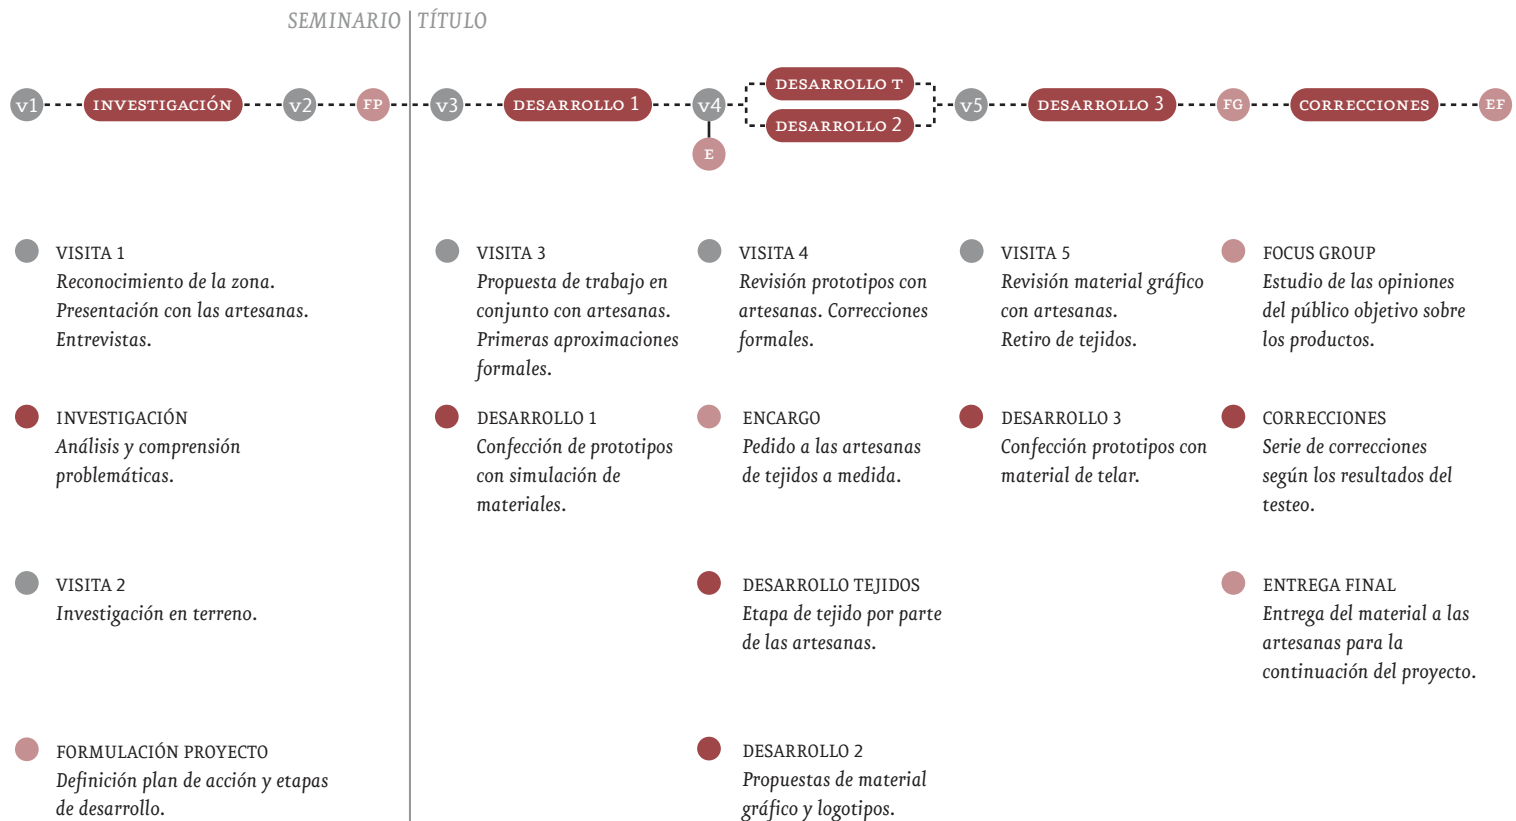 SEMINARIO
TÍTULO
v1
INVESTIGACIÓN
v2
FP
v3
DESARROLLO 1
v4
E
DESARROLLO T
DESARROLLO 2
v5
DESARROLLO 3
FG
CORRECCIONES
EF
VISITA 1
Reconocimiento de la zona.
Presentación con las artesanas.
Entrevistas.
INVESTIGACIÓN
Análisis y comprensión
problemáticas.
VISITA 2
Investigación en terreno.
FORMULACIÓN PROYECTO
Definición plan de acción y etapas
de desarrollo.
VISITA 3
Propuesta de trabajo en
conjunto con artesanas.
Primeras aproximaciones
formales.
DESARROLLO 1
Confección de prototipos
con simulación de
materiales.
VISITA 4
Revisión prototipos con
artesanas. Correcciones
formales.
ENCARGO
Pedido a las artesanas
de tejidos a medida.
DESARROLLO TEJIDOS
Etapa de tejido por parte
de las artesanas.
DESARROLLO 2
Propuestas de material
gráfico y logotipos.
VISITA 5
Revisión material gráfico
con artesanas.
Retiro de tejidos.
DESARROLLO 3
Confección prototipos con
material de telar.
FOCUS GROUP
Estudio de las opiniones
del público objetivo sobre
los productos.
CORRECCIONES
Serie de correcciones
según los resultados del
testeo.
ENTREGA FINAL
Entrega del material a las
artesanas para la
continuación del proyecto.